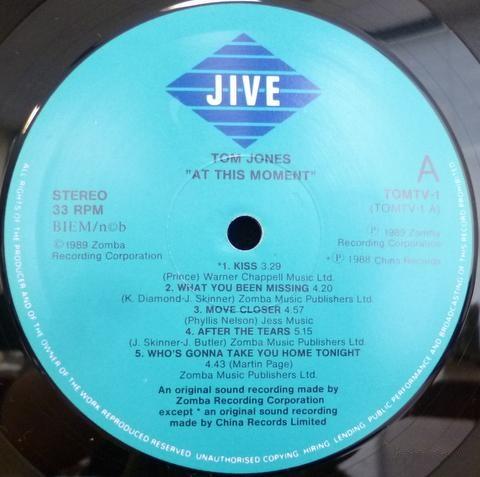 JIVE
TOM JONES
"AT THIS MOMENT"
A
STEREO
33 RPM
BIEM/n©b
TOMTV-1
(TOMTV-1 A)
© 1989 Zomba
Recording Corporation
Ⓟ 1989 Zomba
Recording Corporation
*Ⓟ 1988 China Records
*1. KISS 3.29
(Prince) Warner Chappell Music Ltd.
2. WHAT YOU BEEN MISSING 4.20
(K. Diamond-J. Skinner) Zomba Music Publishers Ltd.
3. MOVE CLOSER 4.57
(Phyllis Nelson) Jess Music
4. AFTER THE TEARS 5.15
(J. Skinner-J. Butler) Zomba Music Publishers Ltd.
5. WHO'S GONNA TAKE YOU HOME TONIGHT
4.43 (Martin Page)
Zomba Music Publishers Ltd.
An original sound recording made by
Zomba Recording Corporation
except * an original sound recording
made by China Records Limited
ALL RIGHTS OF THE PRODUCER AND OF THE OWNER OF THE WORK REPRODUCED RESERVED UNAUTHORISED COPYING HIRING LENDING PUBLIC PERFORMANCE AND BROADCASTING OF THIS RECORD PROHIBITED